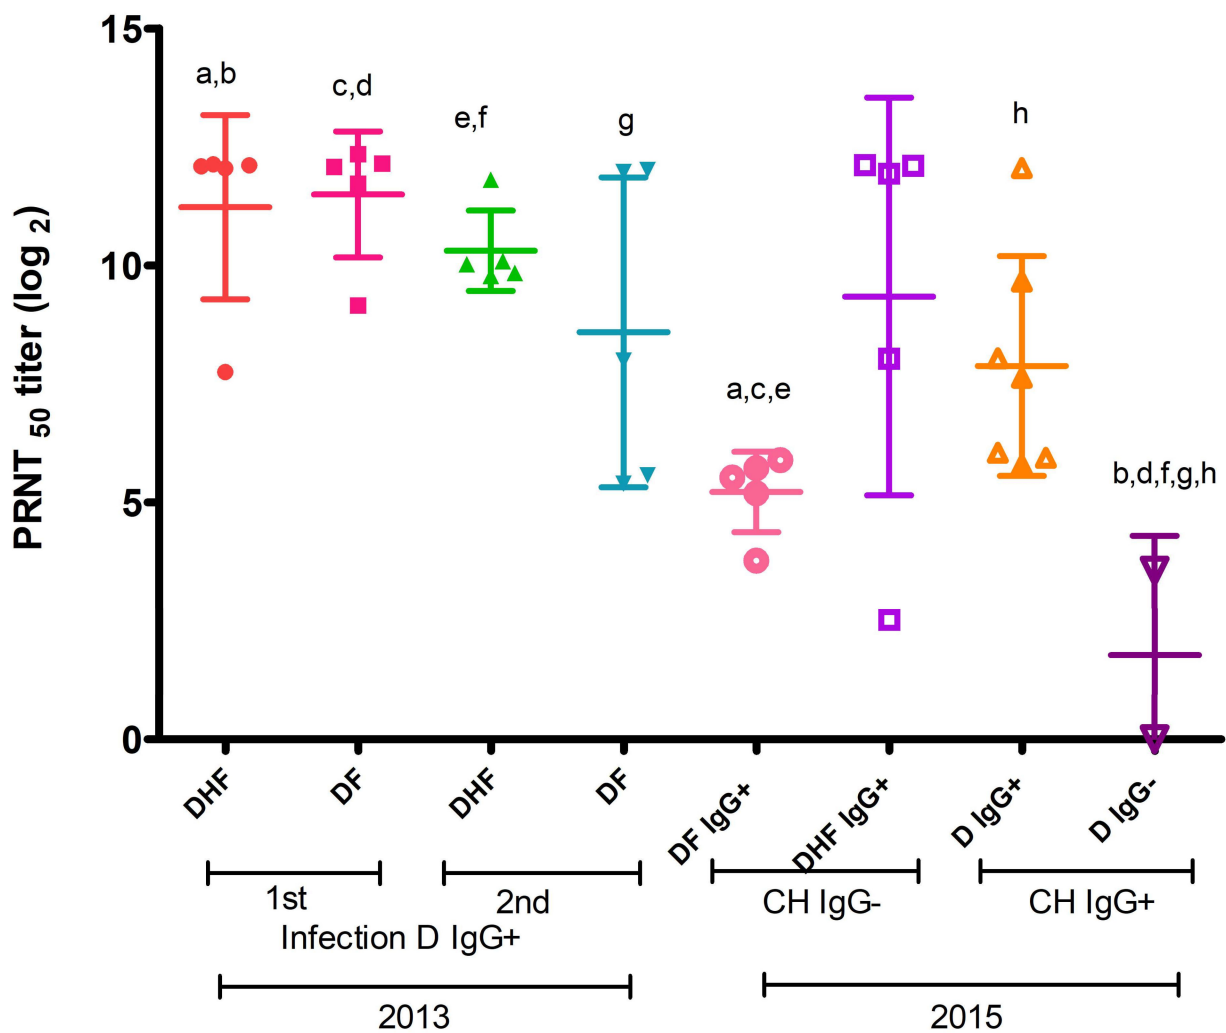 15
10
5
0
PRNT 50 titer (log 2)
a,b
c,d
e,f
g
a,c,e
h
b,d,f,g,h
DHF
DF
DHF
DF
DF IgG+
DHF IgG+
D IgG+
D IgG-
1st
2nd
CH IgG-
CH IgG+
Infection D IgG+
2013
2015